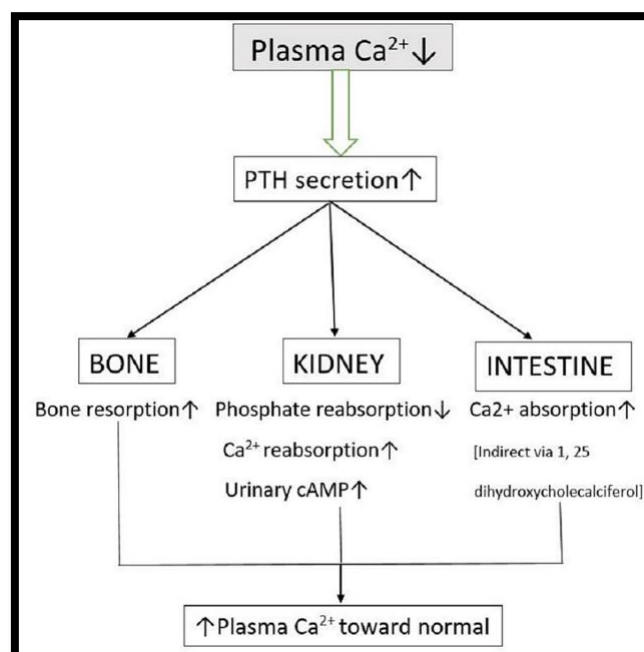 Plasma Ca²⁺↓
PTH secretion↑
BONE
Bone resorption↑
KIDNEY
Phosphate reabsorption↓
Ca²⁺ reabsorption↑
Urinary cAMP↑
INTESTINE
Ca2+ absorption↑
[Indirect via 1, 25
dihydroxycholecalciferol]
↑Plasma Ca²⁺ toward normal